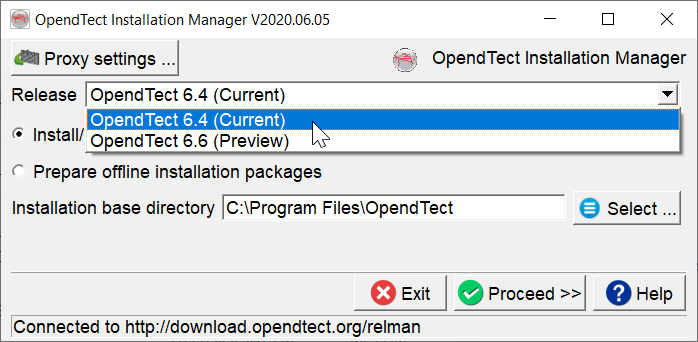 OpendTect Installation Manager V2020.06.05
Proxy settings ...
OpendTect Installation Manager
Release OpendTect 6.4 (Current)
OpendTect 6.4 (Current)
Install/
OpendTect 6.6 (Preview)
Prepare offline installation packages
Installation base directory C:\Program Files\OpendTect Select ...
Exit Proceed >> ? Help
Connected to http://download.opendtect.org/relman